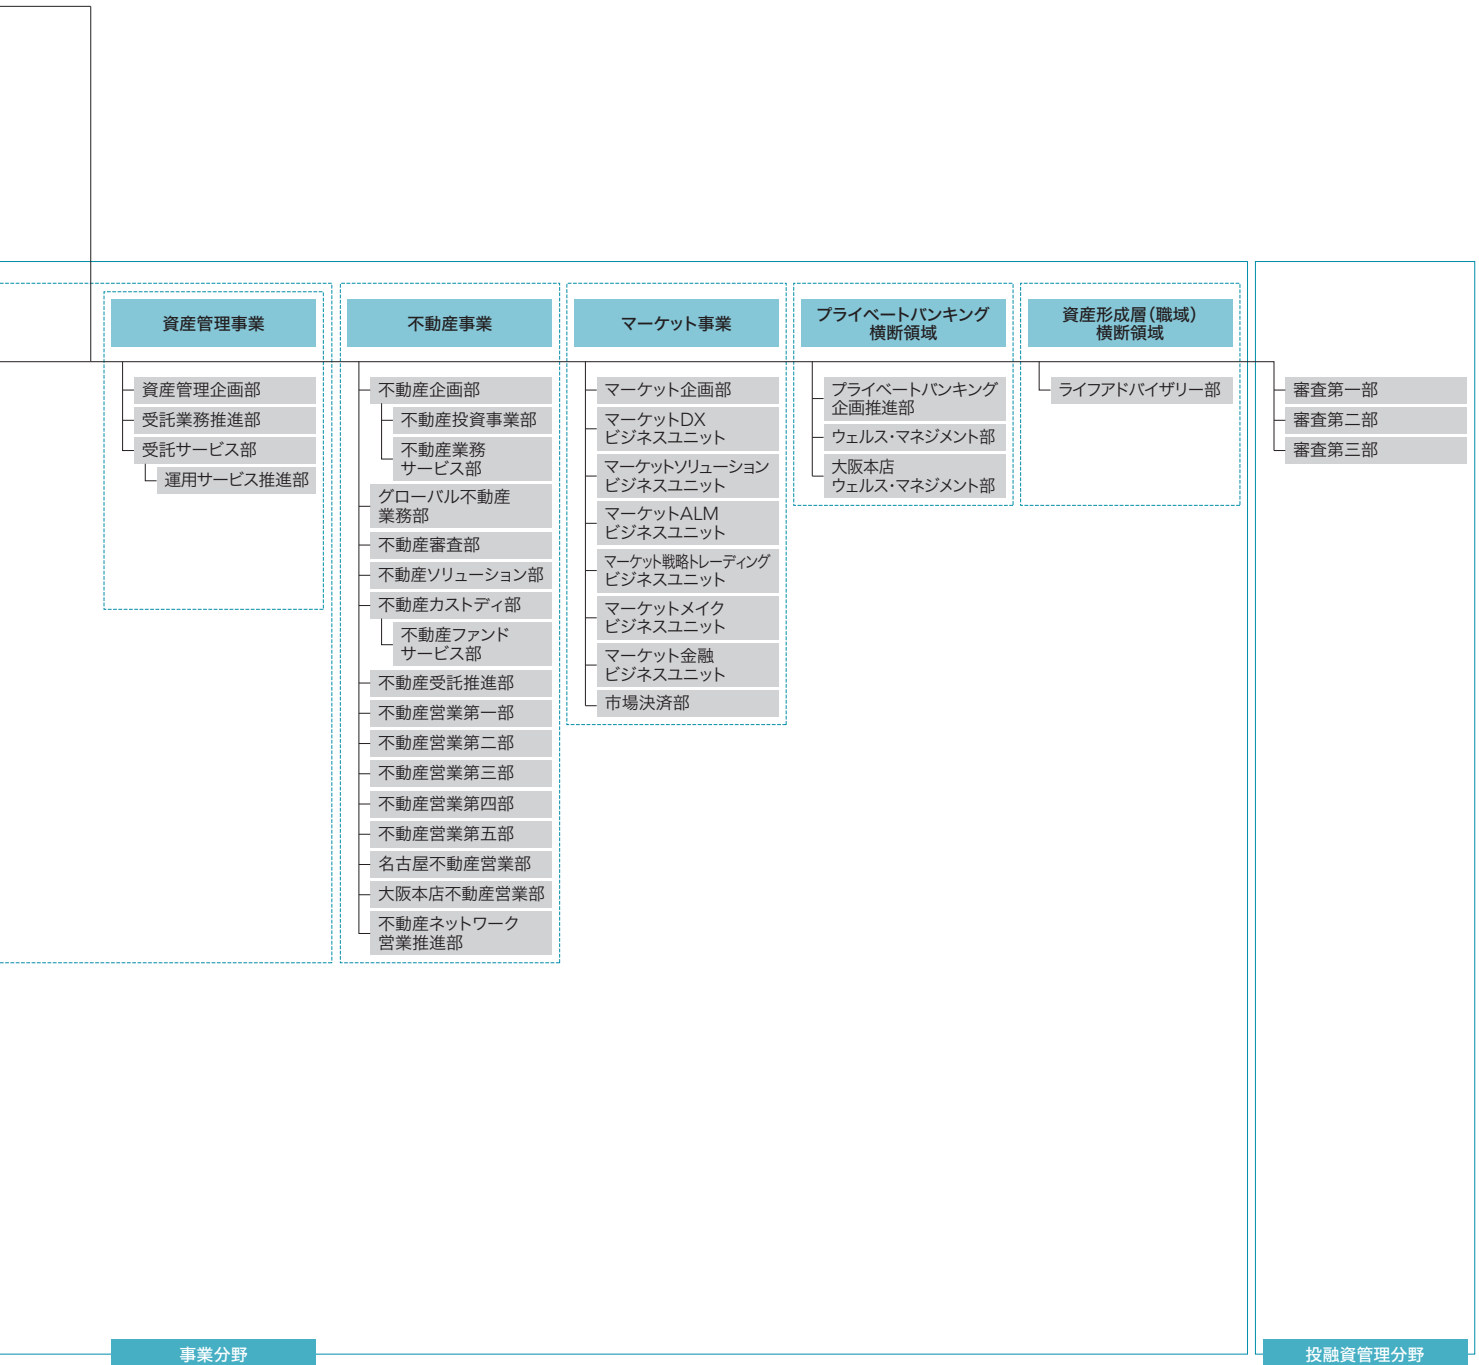 資産管理事業
資産管理企画部
受託業務推進部
受託サービス部
運用サービス推進部
不動産事業
不動産企画部
不動産投資事業部
不動産業務
サービス部
グローバル不動産
業務部
不動産審査部
不動産ソリューション部
不動産カストディ部
不動産ファンド
サービス部
不動産受託推進部
不動産営業第一部
不動産営業第二部
不動産営業第三部
不動産営業第四部
不動産営業第五部
名古屋不動産営業部
大阪本店不動産営業部
不動産ネットワーク
営業推進部
マーケット事業
マーケット企画部
マーケットDX
ビジネスユニット
マーケットソリューション
ビジネスユニット
マーケットALM
ビジネスユニット
マーケット戦略トレーディング
ビジネスユニット
マーケットメイク
ビジネスユニット
マーケット金融
ビジネスユニット
市場決済部
プライベートバンキング
横断領域
プライベートバンキング
企画推進部
ウェルス・マネジメント部
大阪本店
ウェルス・マネジメント部
資産形成層(職域)
横断領域
ライフアドバイザリー部
審査第一部
審査第二部
審査第三部
事業分野
投融資管理分野